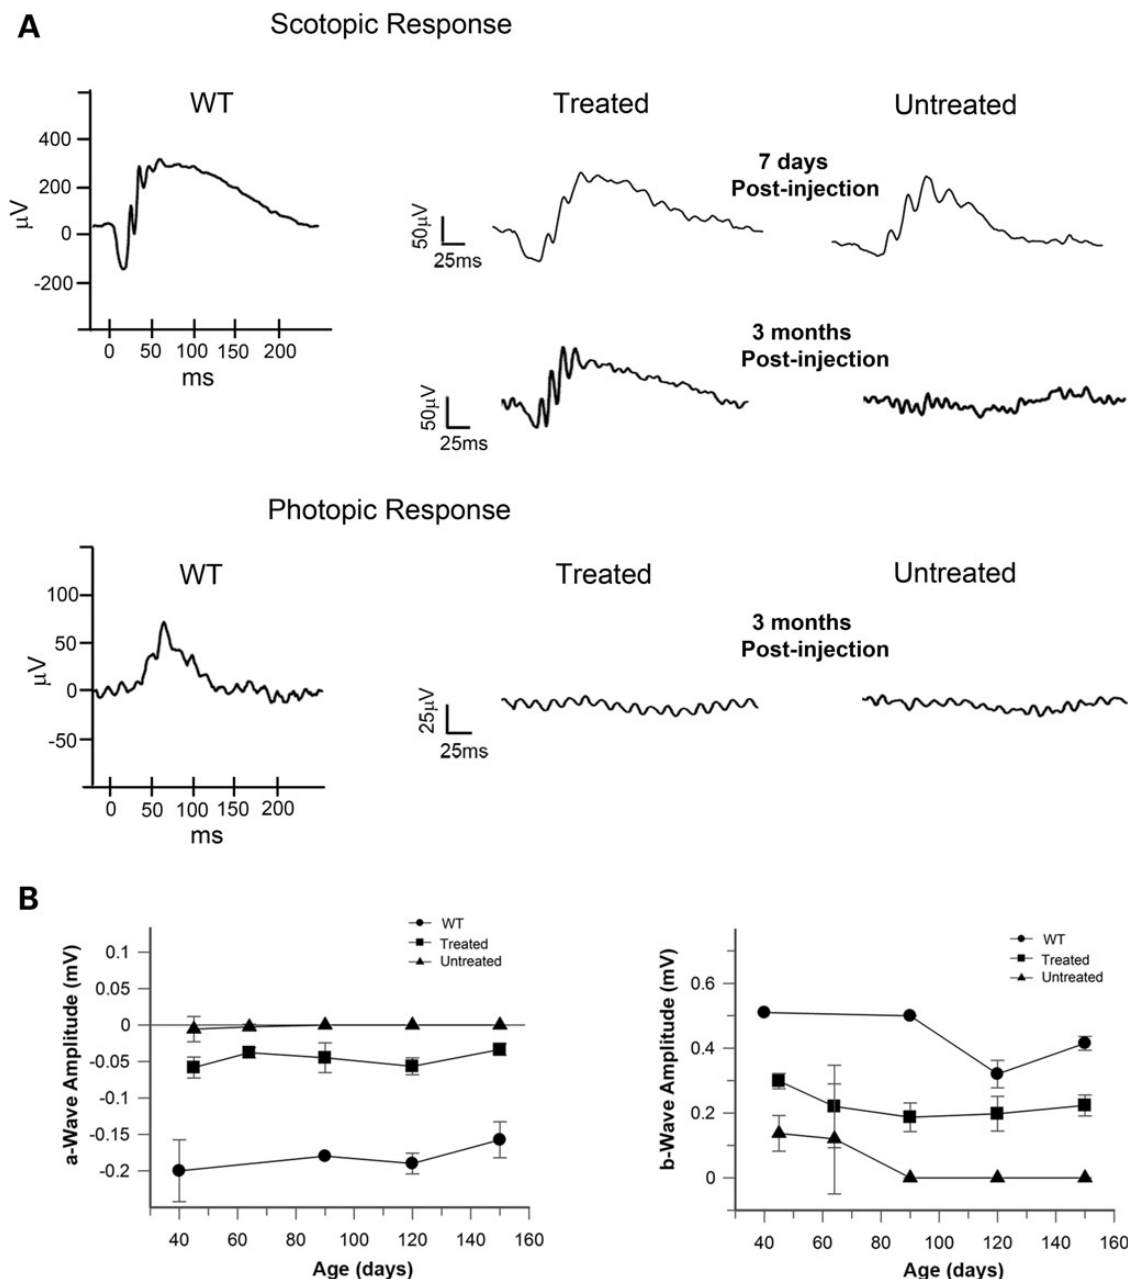 A
Scotopic Response
WT
Treated
Untreated
7 days
Post-injection
400
200
0
-200
μV
0 50 100 150 200
ms
50μV
25ms
3 months
Post-injection
50μV
25ms
Photopic Response
WT
Treated
Untreated
3 months
Post-injection
100
50
0
-50
μV
0 50 100 150 200
ms
25μV
25ms
B
WT
Treated
Untreated
a-Wave Amplitude (mV)
0.1
0.05
0
-0.05
-0.1
-0.15
-0.2
40 60 80 100 120 140 160
Age (days)
WT
Treated
Untreated
b-Wave Amplitude (mV)
0.6
0.4
0.2
0
40 60 80 100 120 140 160
Age (days)